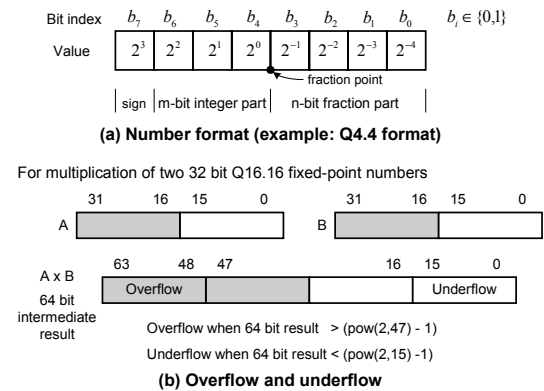 Bit index b7 b6 b5 b4 b3 b2 b1 b0 bi ∈ {0,1}
Value 2^3 2^2 2^1 2^0 2^-1 2^-2 2^-3 2^-4
fraction point
sign m-bit integer part n-bit fraction part
(a) Number format (example: Q4.4 format)
For multiplication of two 32 bit Q16.16 fixed-point numbers
31 16 15 0 31 16 15 0
A B
63 48 47 16 15 0
A x B Overflow Underflow
64 bit
intermediate
result
Overflow when 64 bit result > (pow(2,47) - 1)
Underflow when 64 bit result < (pow(2,15) -1)
(b) Overflow and underflow